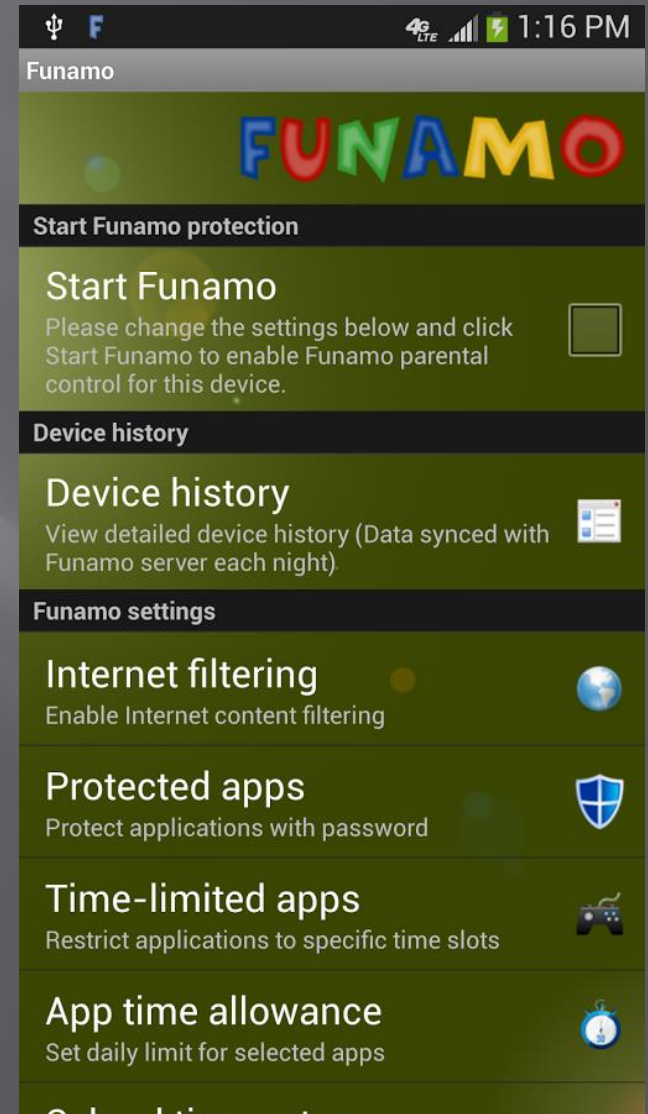 F 4G LTE 1:16 PM
Funamo
FUNAMO
Start Funamo protection
Start Funamo
Please change the settings below and click
Start Funamo to enable Funamo parental
control for this device.
Device history
Device history
View detailed device history (Data synced with
Funamo server each night)
Funamo settings
Internet filtering
Enable Internet content filtering
Protected apps
Protect applications with password
Time-limited apps
Restrict applications to specific time slots
App time allowance
Set daily limit for selected apps